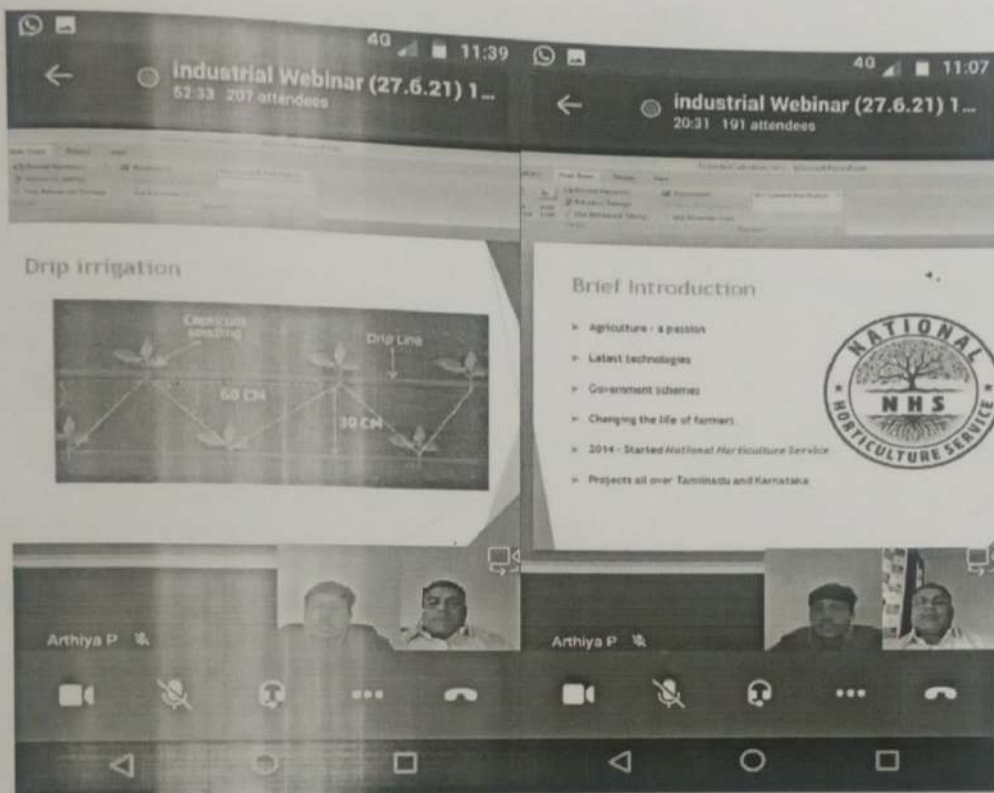 4G 11:39
industrial Webinar (27.6.21) 1...
52:33 207 attendees
Drip irrigation
Capsicum
seedling
Drip Line
60 CM
30 CM
Arthiya P
4G 11:07
industrial Webinar (27.6.21) 1...
20:31 191 attendees
Brief Introduction
Agriculture - a passion
Latest technologies
Government schemes
Changing the life of farmers
2014 - Started National Horticulture Service
Projects all over Tamilnadu and Karnataka
NATIONAL
NHS
HORTICULTURE SERVICE
Arthiya P